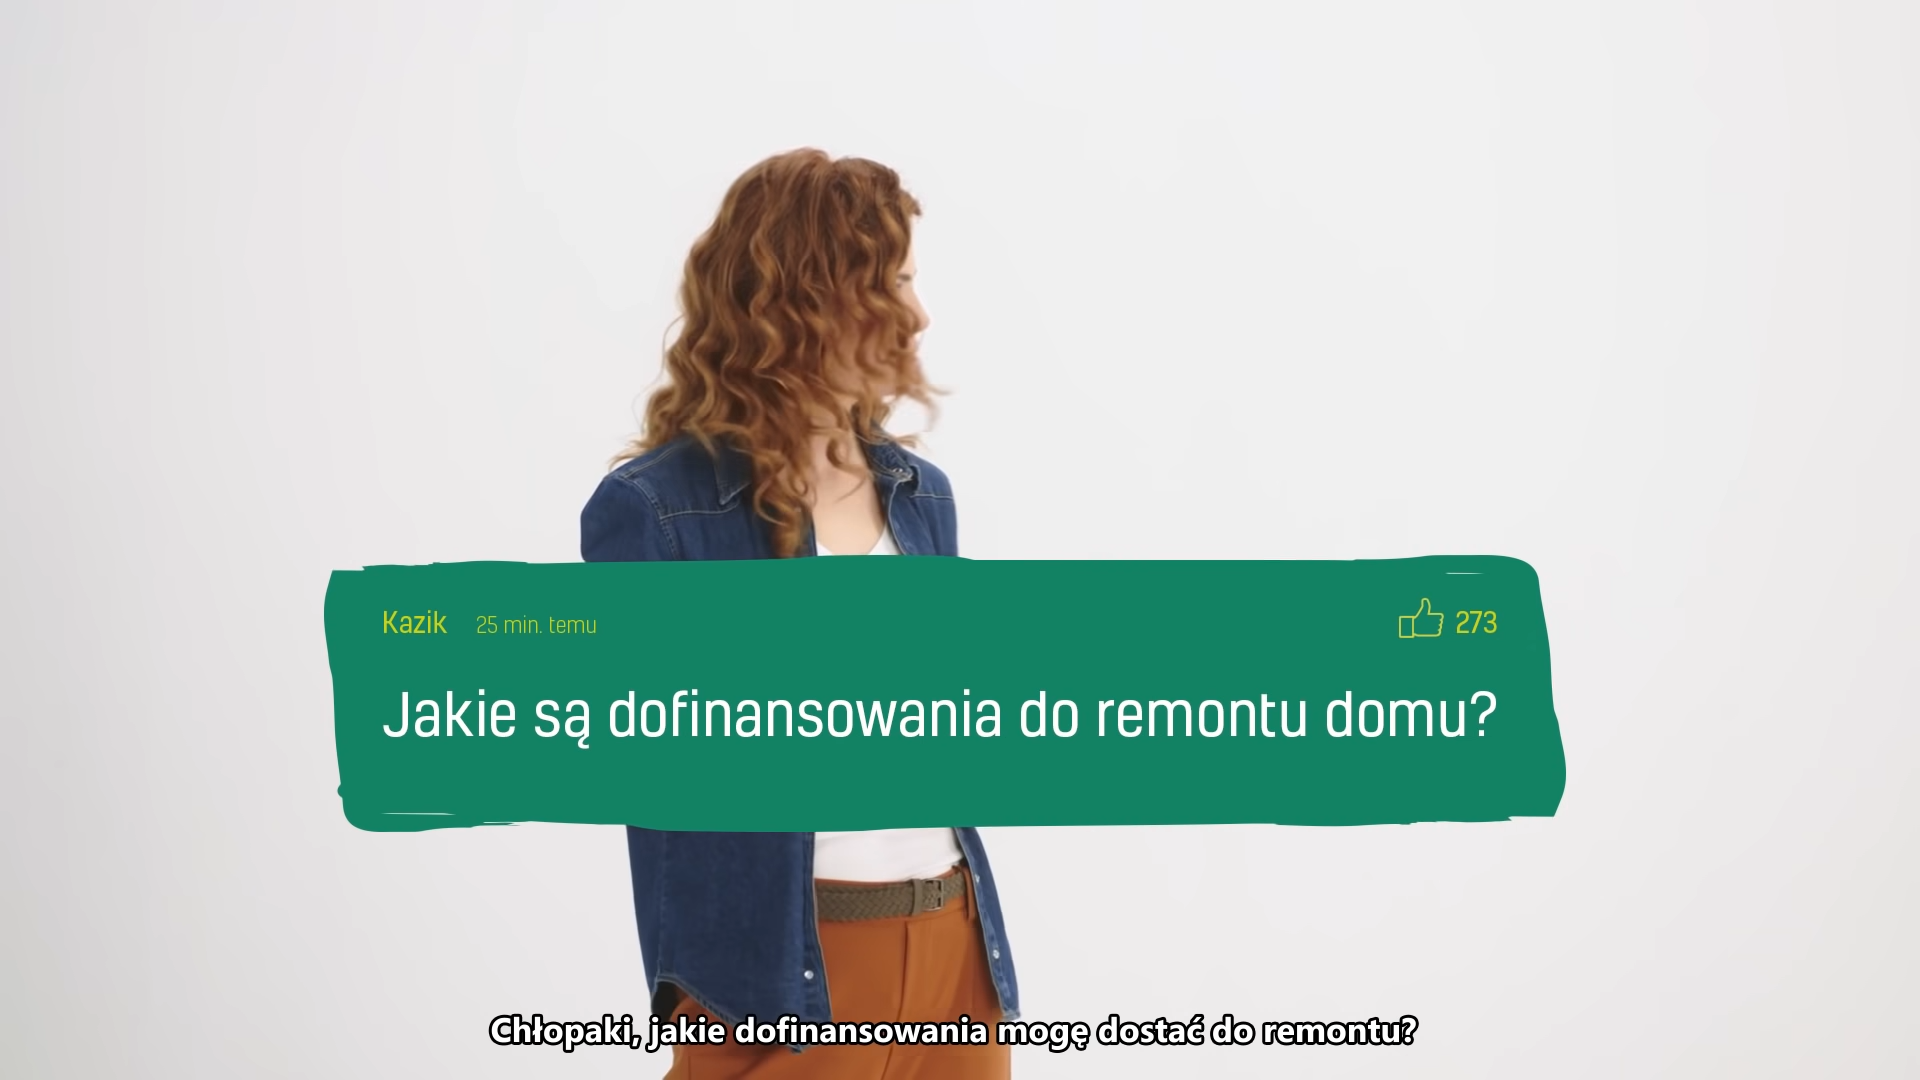 Kazik 25 min. temu 273
Jakie są dofinansowania do remontu domu?
Chłopaki, jakie dofinansowania mogę dostać do remontu?